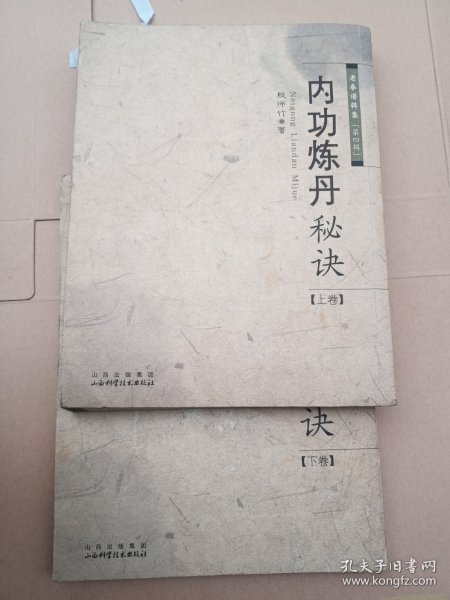 老拳谱辑集「第四辑」
内功炼丹
秘诀
Neigong Liandan Mijue
殷师竹●著
【上卷】
山西出版集团
山西科学技术出版社
诀
【下卷】
山西出版集团
山西科学技术出版社
孔夫子旧书网
www.kongfz.com